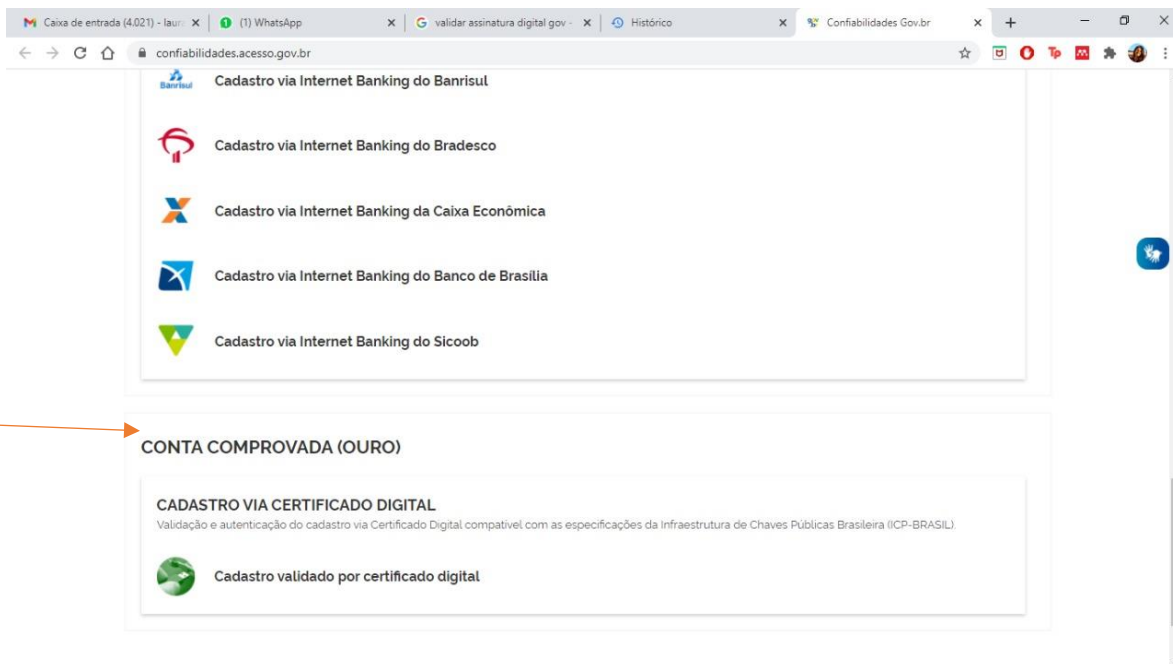 Caixa de entrada (4.021) - laura
(1) WhatsApp
validar assinatura digital gov -
Histórico
Confiabilidades Gov.br
confiabilidades.acesso.gov.br
Banrisul
Cadastro via Internet Banking do Banrisul
Cadastro via Internet Banking do Bradesco
Cadastro via Internet Banking da Caixa Econômica
Cadastro via Internet Banking do Banco de Brasília
Cadastro via Internet Banking do Sicoob
CONTA COMPROVADA (OURO)
CADASTRO VIA CERTIFICADO DIGITAL
Validação e autenticação do cadastro via Certificado Digital compatível com as especificações da Infraestrutura de Chaves Públicas Brasileira (ICP-BRASIL).
Cadastro validado por certificado digital